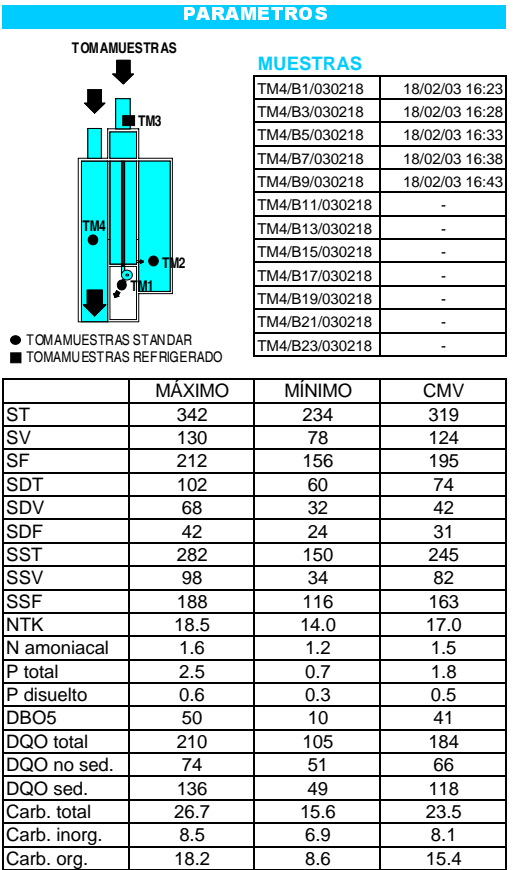 PARAMETROS
TOMAMUESTRAS
TM3
TM4
TM2
TM1
TOMAMUESTRAS STANDAR
TOMAMUESTRAS REFRIGERADO
MUESTRAS
TM4/B1/030218 18/02/03 16:23
TM4/B3/030218 18/02/03 16:28
TM4/B5/030218 18/02/03 16:33
TM4/B7/030218 18/02/03 16:38
TM4/B9/030218 18/02/03 16:43
TM4/B11/030218 -
TM4/B13/030218 -
TM4/B15/030218 -
TM4/B17/030218 -
TM4/B19/030218 -
TM4/B21/030218 -
TM4/B23/030218 -
MÁXIMO MÍNIMO CMV
ST 342 234 319
SV 130 78 124
SF 212 156 195
SDT 102 60 74
SDV 68 32 42
SDF 42 24 31
SST 282 150 245
SSV 98 34 82
SSF 188 116 163
NTK 18.5 14.0 17.0
N amoniacal 1.6 1.2 1.5
P total 2.5 0.7 1.8
P disuelto 0.6 0.3 0.5
DBO5 50 10 41
DQO total 210 105 184
DQO no sed. 74 51 66
DQO sed. 136 49 118
Carb. total 26.7 15.6 23.5
Carb. inorg. 8.5 6.9 8.1
Carb. org. 18.2 8.6 15.4